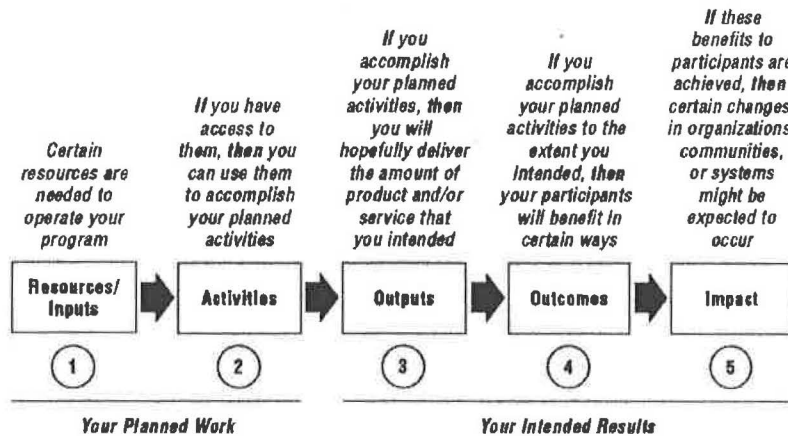 Certain
resources are
needed to
operate your
program
If you have
access to
them, then you
can use them
to accomplish
your planned
activities
If you
accomplish
your planned
activities, then
you will
hopefully deliver
the amount of
product and/or
service that
you intended
If you
accomplish
your planned
activities to the
extent you
intended, then
your participants
will benefit in
certain ways
If these
benefits to
participants are
achieved, then
certain changes
in organizations,
communities,
or systems
might be
expected to
occur
Resources/
Inputs
Activities
Outputs
Outcomes
Impact
1
2
3
4
5
Your Planned Work
Your Intended Results